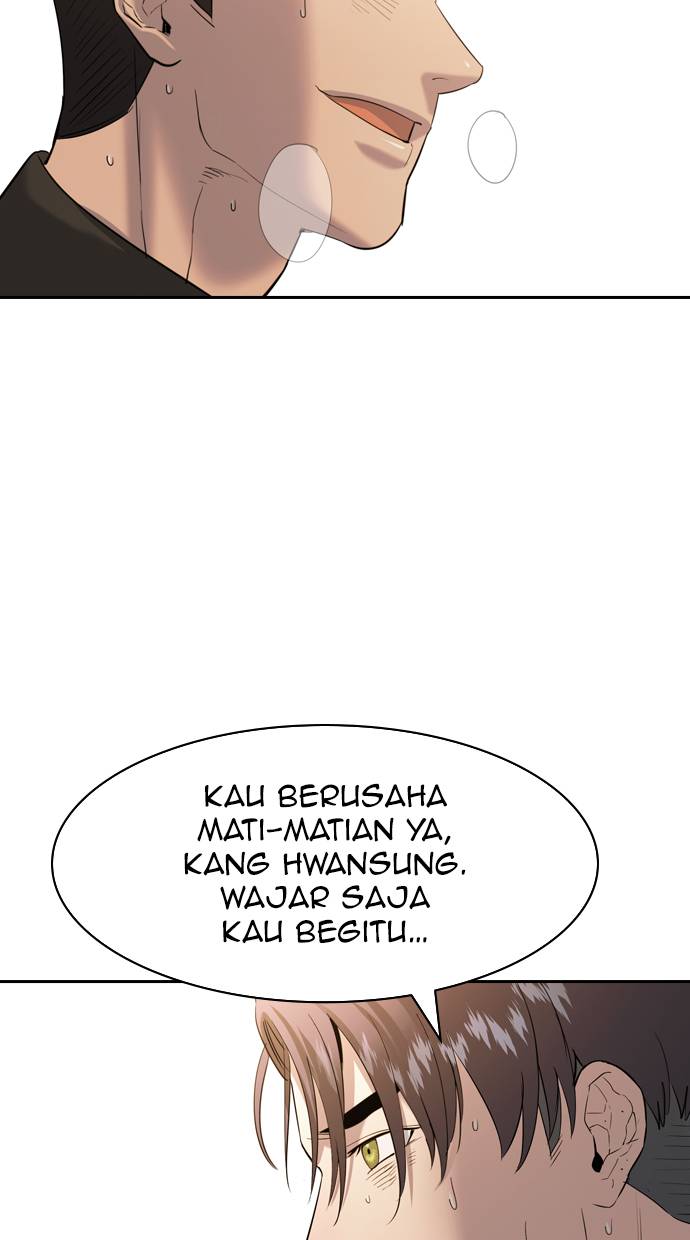 KAU BERUSAHA
MATI-MATIAN YA,
KANG HWANSUNG.
WAJAR SAJA
KAU BEGITU...